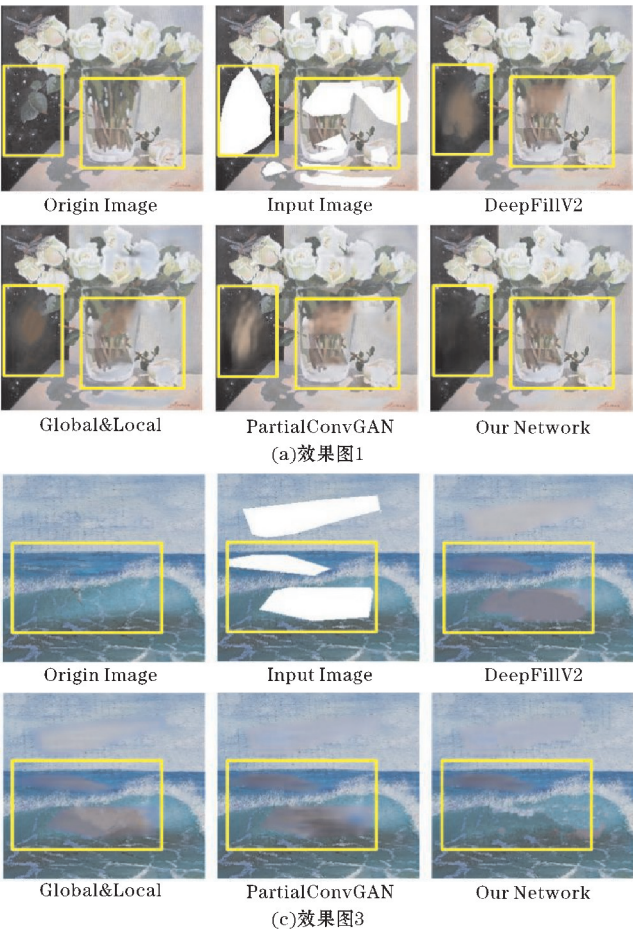 Origin Image
Input Image
DeepFillV2
Global&Local
PartialConvGAN
Our Network
(a)效果图1
Origin Image
Input Image
DeepFillV2
Global&Local
PartialConvGAN
Our Network
(c)效果图3